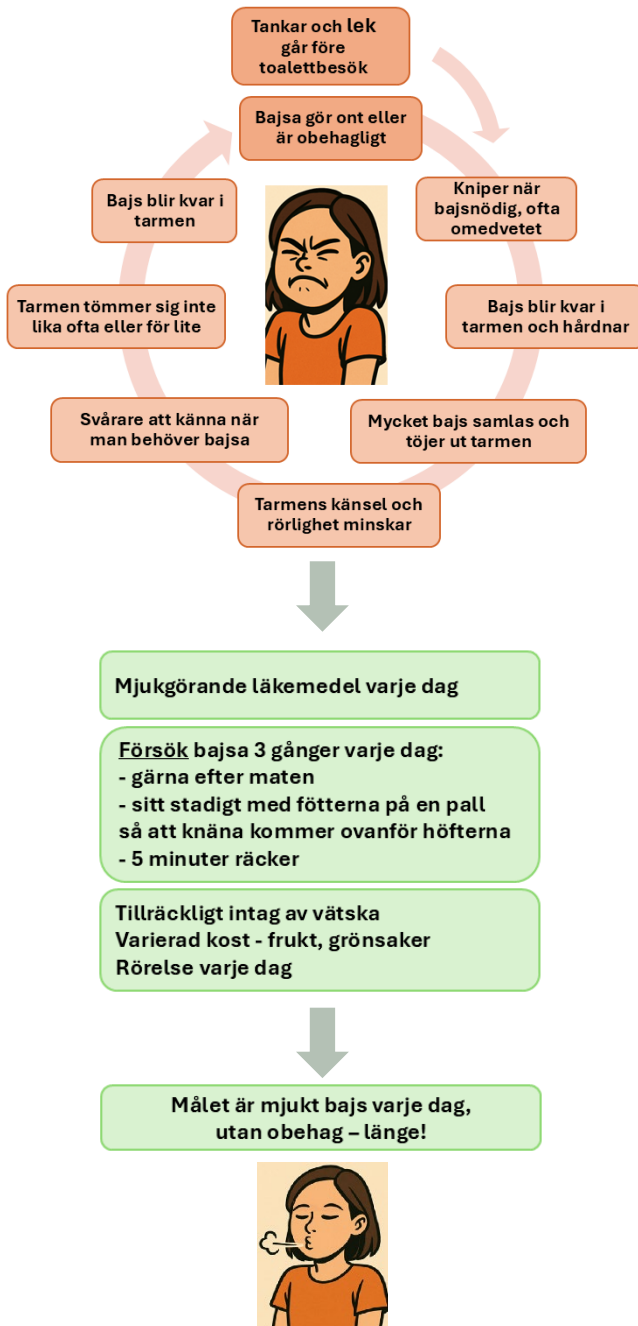 Tankar och lek
går före
toalettbesök
Bajsa gör ont eller
är obehagligt
Kniper när
bajsnödig, ofta
omedvetet
Bajs blir kvar i
tarmen och hårdnar
Mycket bajs samlas och
töjer ut tarmen
Tarmens känsel och
rörlighet minskar
Svårare att känna när
man behöver bajsa
Tarmen tömmer sig inte
lika ofta eller för lite
Bajs blir kvar i
tarmen
Mjukgörande läkemedel varje dag
Försök bajsa 3 gånger varje dag:
- gärna efter maten
- sitt stadigt med fötterna på en pall
så att knäna kommer ovanför höfterna
- 5 minuter räcker
Tillräckligt intag av vätska
Varierad kost - frukt, grönsaker
Rörelse varje dag
Målet är mjukt bajs varje dag,
utan obehag – länge!